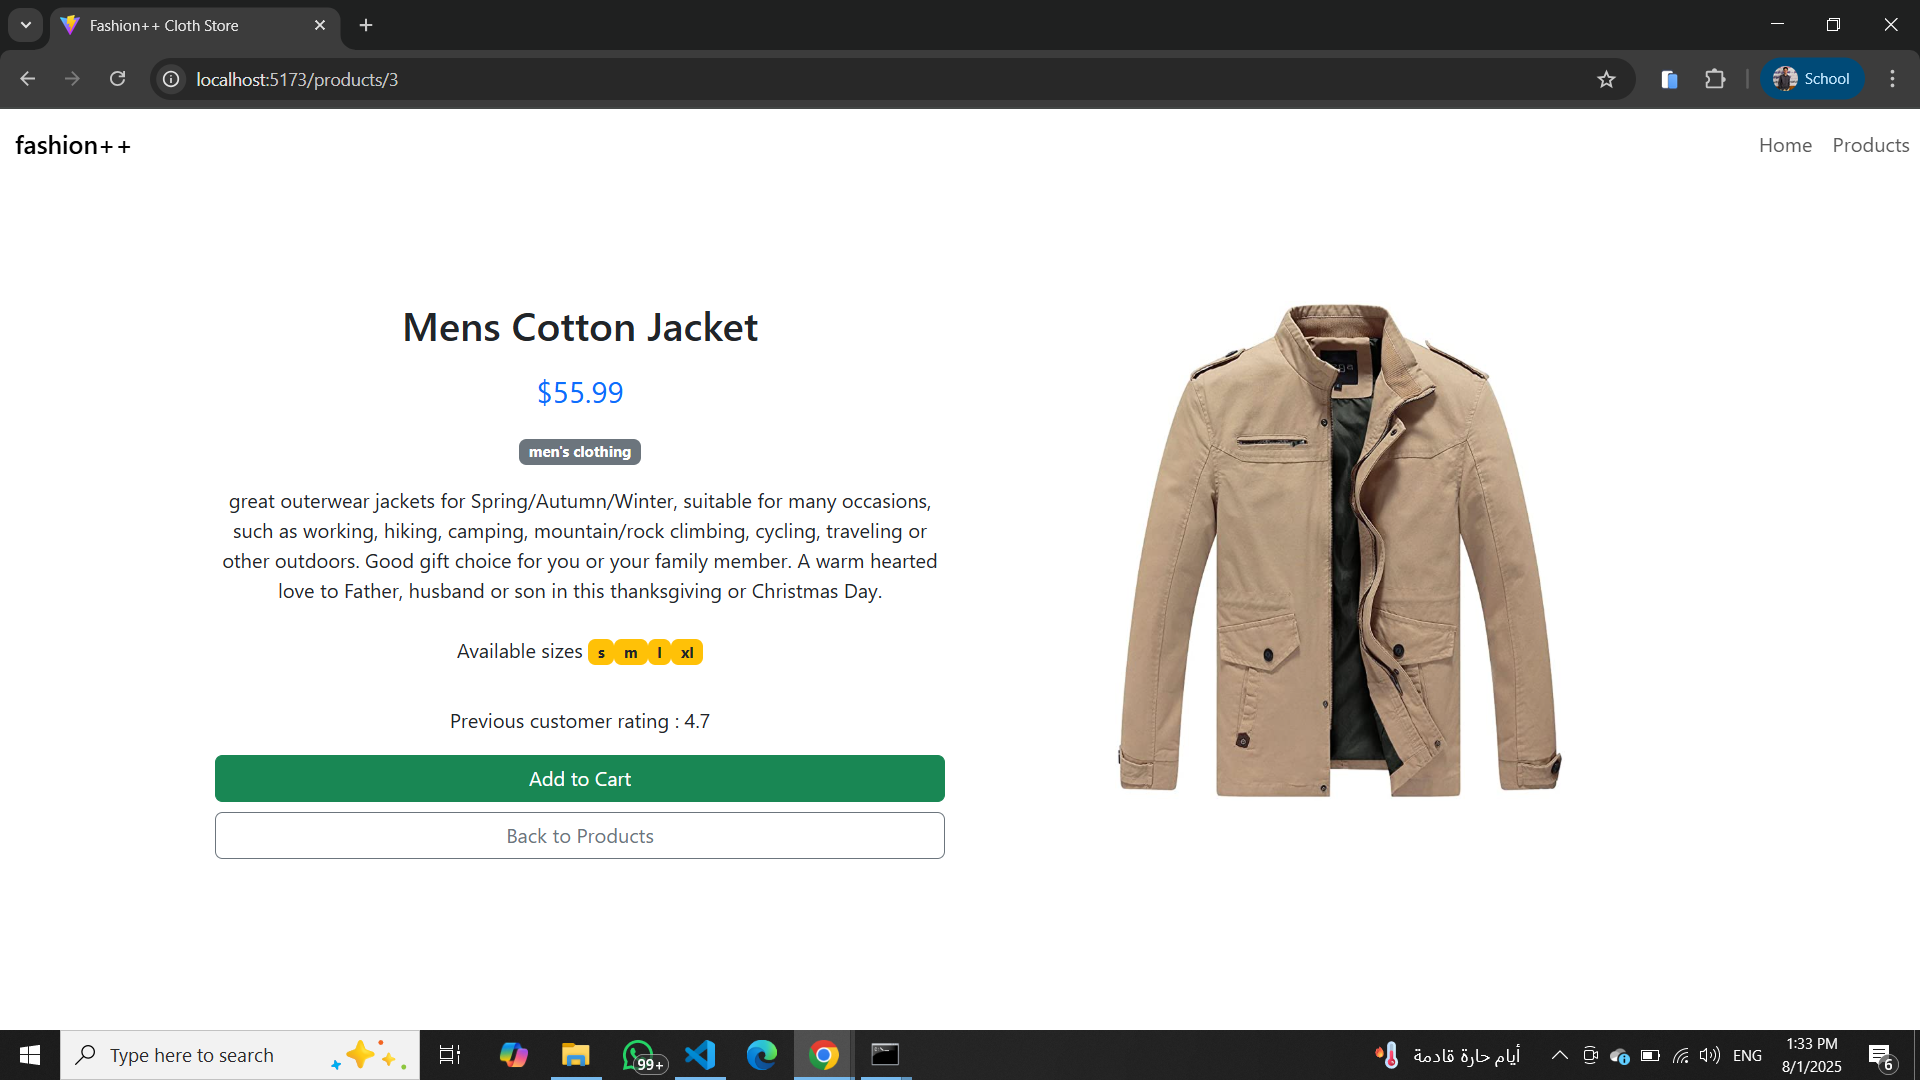 Fashion++ Cloth Store
localhost:5173/products/3
School
fashion++
Home
Products
Mens Cotton Jacket
$55.99
men's clothing
great outerwear jackets for Spring/Autumn/Winter, suitable for many occasions,
such as working, hiking, camping, mountain/rock climbing, cycling, traveling or
other outdoors. Good gift choice for you or your family member. A warm hearted
love to Father, husband or son in this thanksgiving or Christmas Day.
Available sizes s m l xl
Previous customer rating : 4.7
Add to Cart
Back to Products
Type here to search
99+
أيام حارة قادمة
ENG
1:33 PM
8/1/2025
6